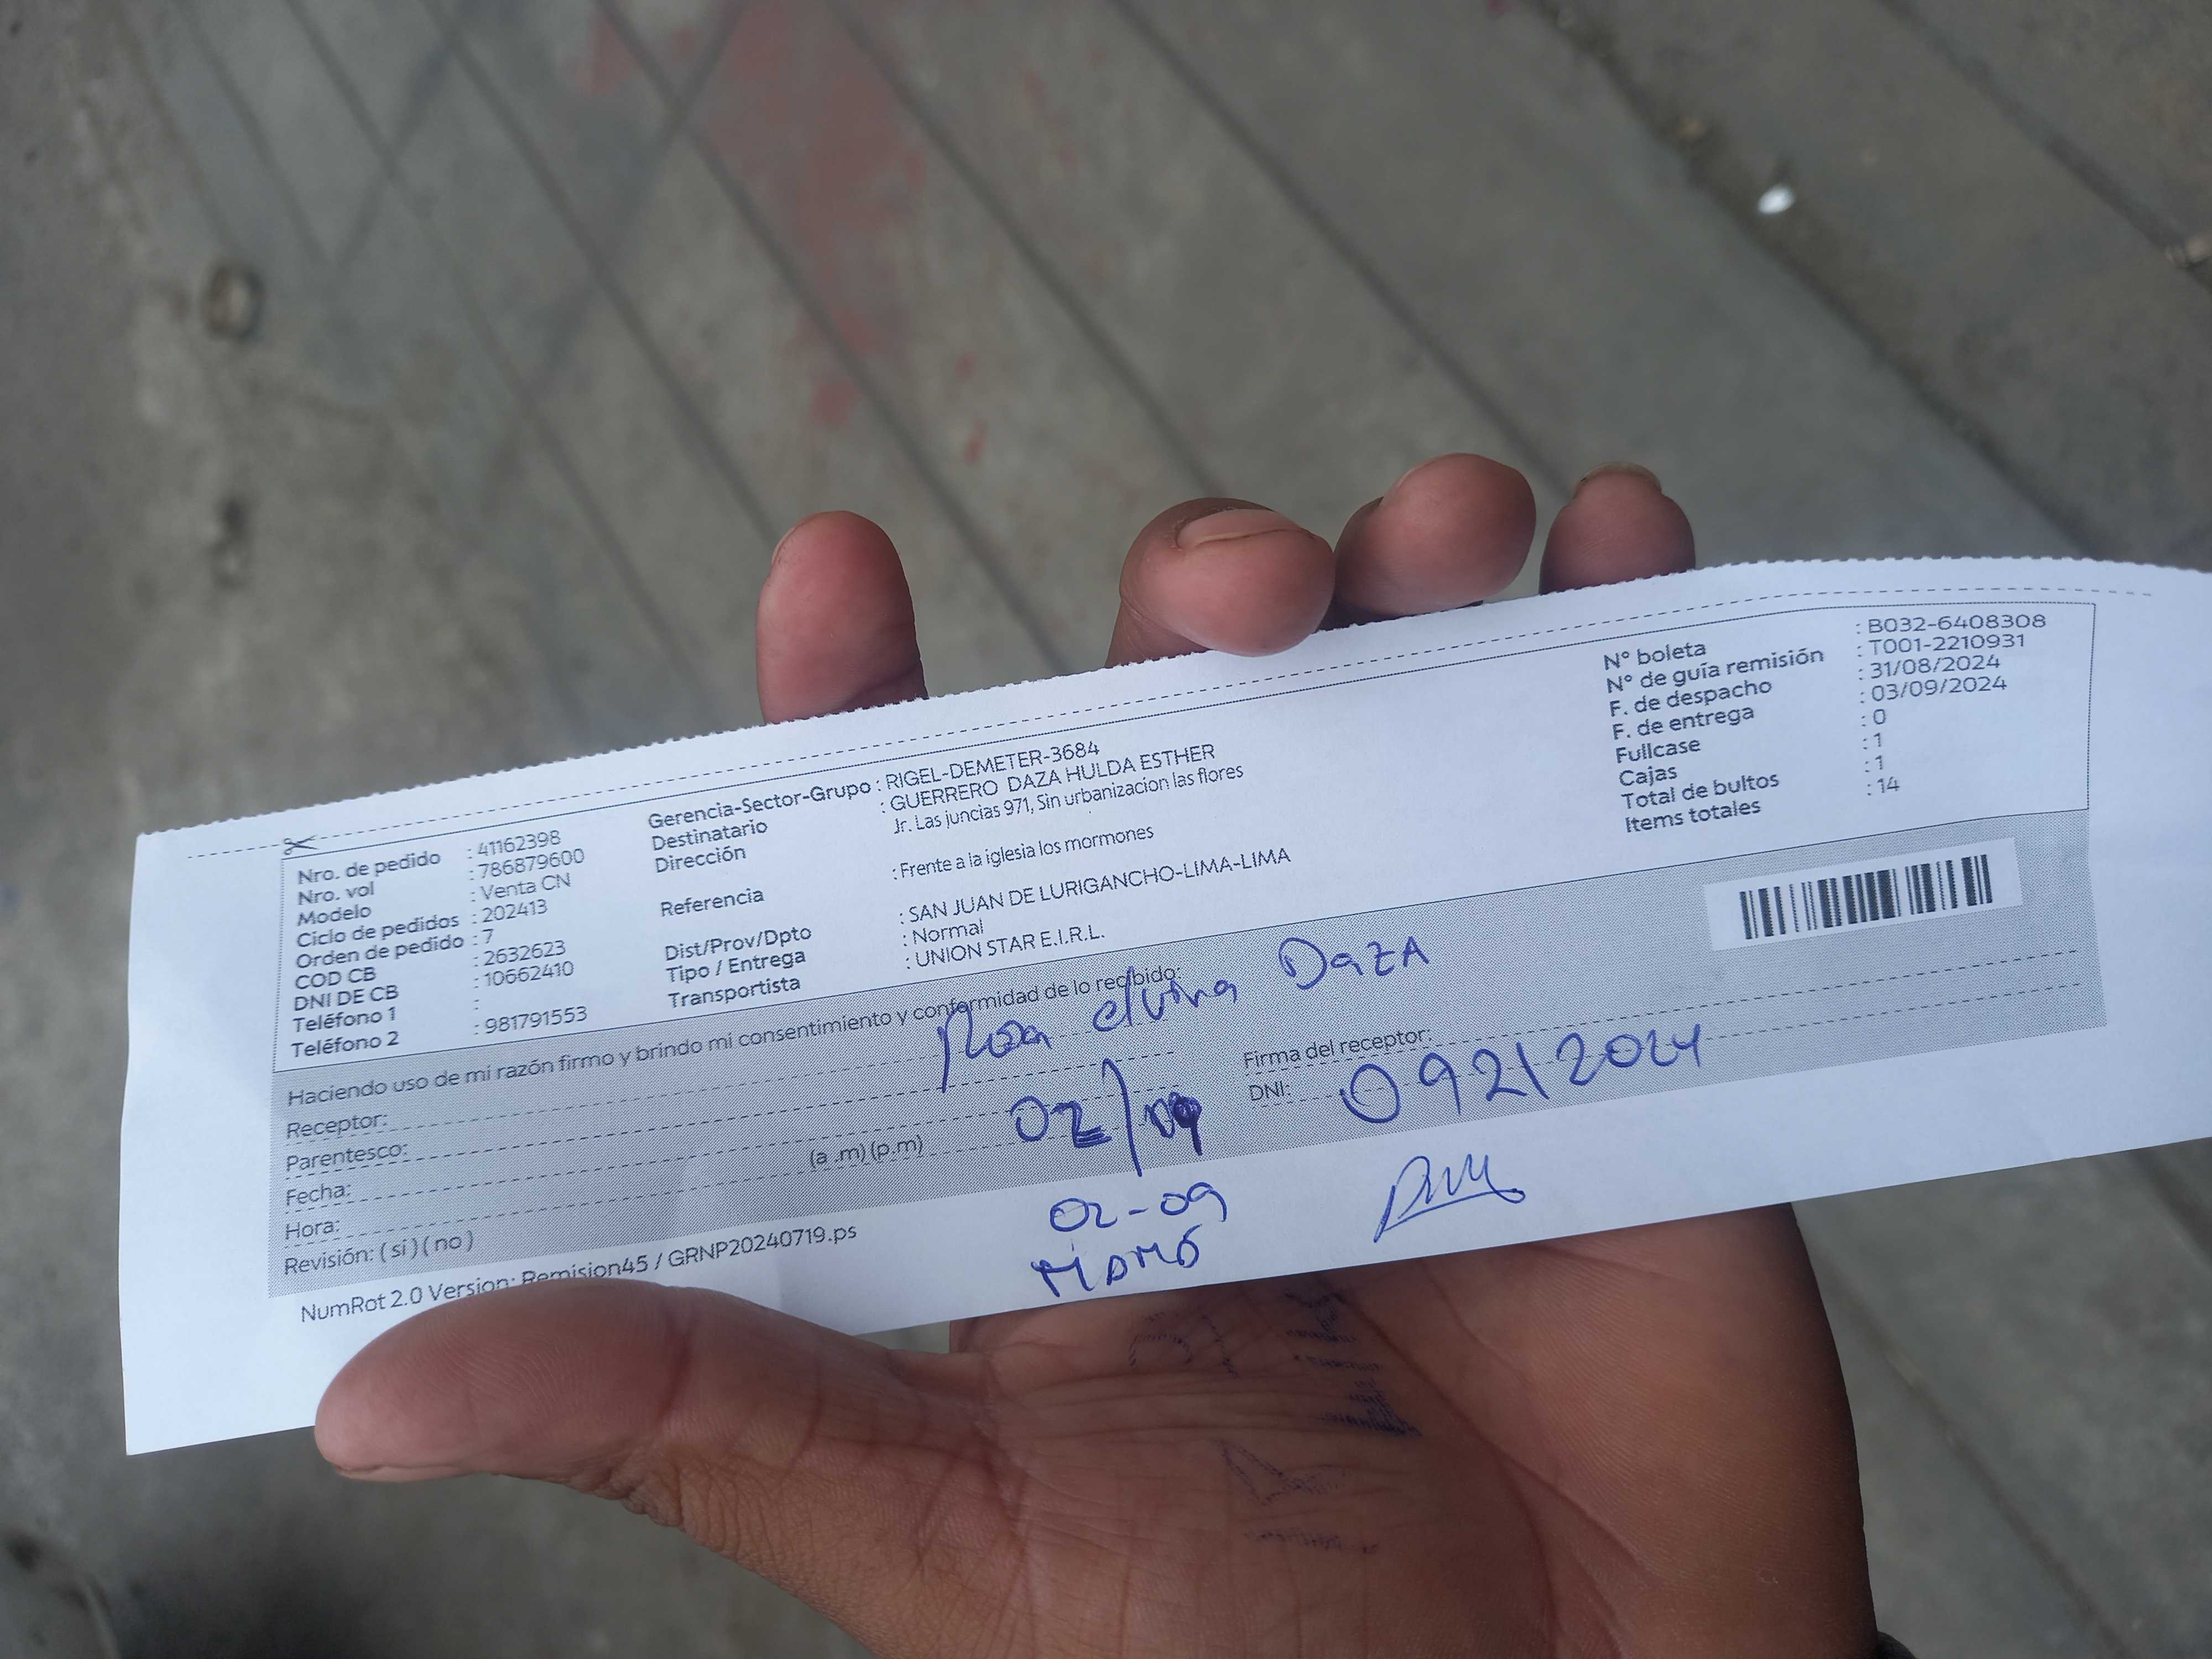 Nro. de pedido : 41162398
Nro. vol : 786879600
Modelo : Venta CN
Ciclo de pedidos : 202413
Orden de pedido : 7
COD CB : 2632623
DNI DE CB : 10662410
Teléfono 1 :
Teléfono 2 : 981791553
Gerencia-Sector-Grupo : RIGEL-DEMETER-3684
Destinatario : GUERRERO DAZA HULDA ESTHER
Dirección Jr. Las juncias 971, Sin urbanizacion las flores
Referencia : Frente a la iglesia los mormones
Dist/Prov/Dpto : SAN JUAN DE LURIGANCHO-LIMA-LIMA
Tipo / Entrega : Normal
Transportista : UNION STAR E.I.R.L.
N° boleta : B032-6408308
N° de guía remisión : T001-2210931
F. de despacho : 31/08/2024
F. de entrega : 03/09/2024
Fullcase : 0
Cajas : 1
Total de bultos : 1
Items totales : 14
Haciendo uso de mi razón firmo y brindo mi consentimiento y conformidad de lo recibido:
Receptor: Rosa elvira Daza
Parentesco:
Fecha: 02/09
Hora: (a .m) (p.m)
Revisión: ( si ) ( no )
Firma del receptor:
DNI: 09212024
02-09
MAMÁ
NumRot 2.0 Version: Remision45 / GRNP20240719.ps